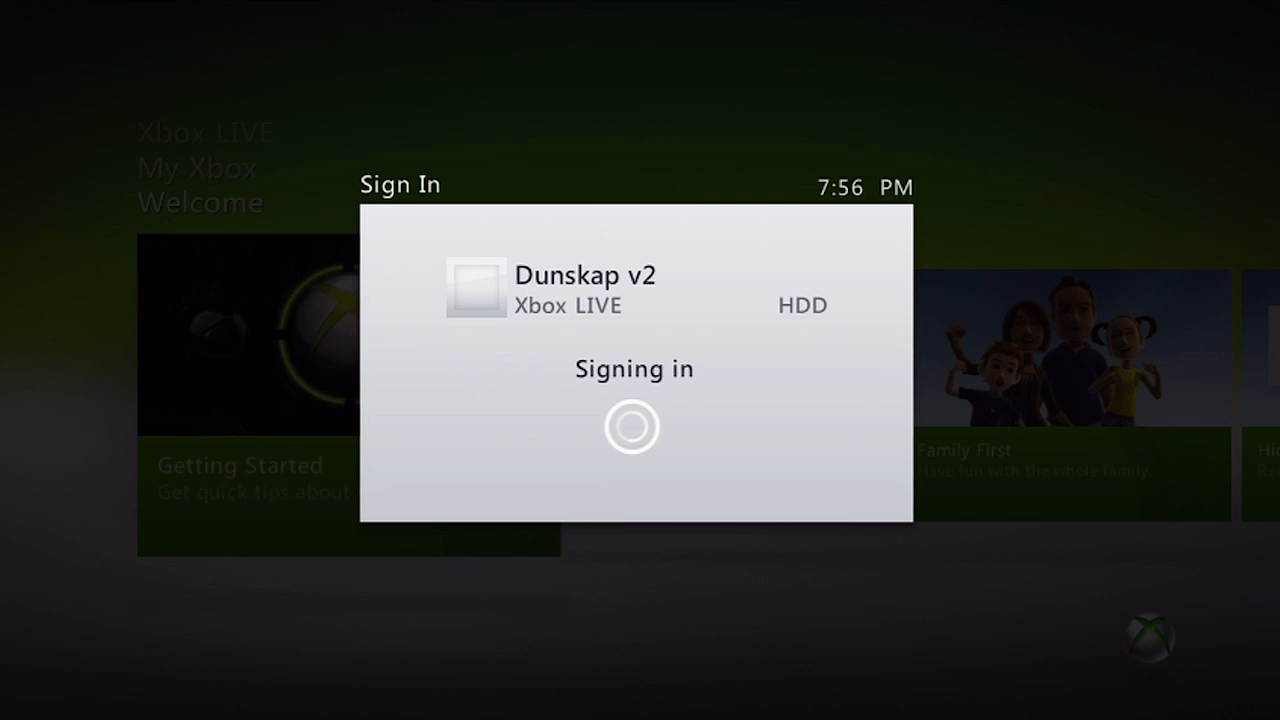 Xbox LIVE
My Xbox
Welcome
Sign In
7:56 PM
Dunskap v2
Xbox LIVE
HDD
Signing in
Getting Started
Get quick tips about
Family First
Have fun with the whole family.